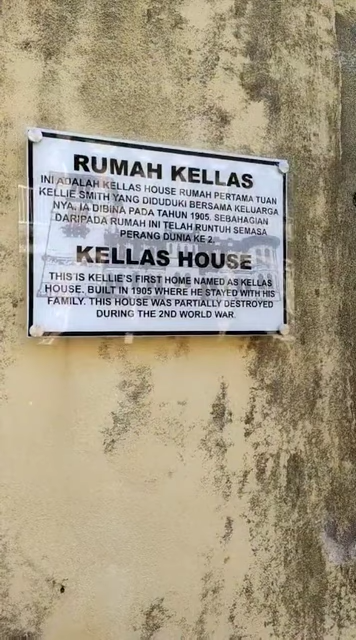 RUMAH KELLAS
INI ADALAH KELLAS HOUSE RUMAH PERTAMA TUAN
KELLIE SMITH YANG DIDUDUKI BERSAMA KELUARGA
NYA. IA DIBINA PADA TAHUN 1905. SEBAHAGIAN
DARIPADA RUMAH INI TELAH RUNTUH SEMASA
PERANG DUNIA KE 2.
KELLAS HOUSE
THIS IS KELLIE'S FIRST HOME NAMED AS KELLAS
HOUSE. BUILT IN 1905 WHERE HE STAYED WITH HIS
FAMILY. THIS HOUSE WAS PARTIALLY DESTROYED
DURING THE 2ND WORLD WAR.